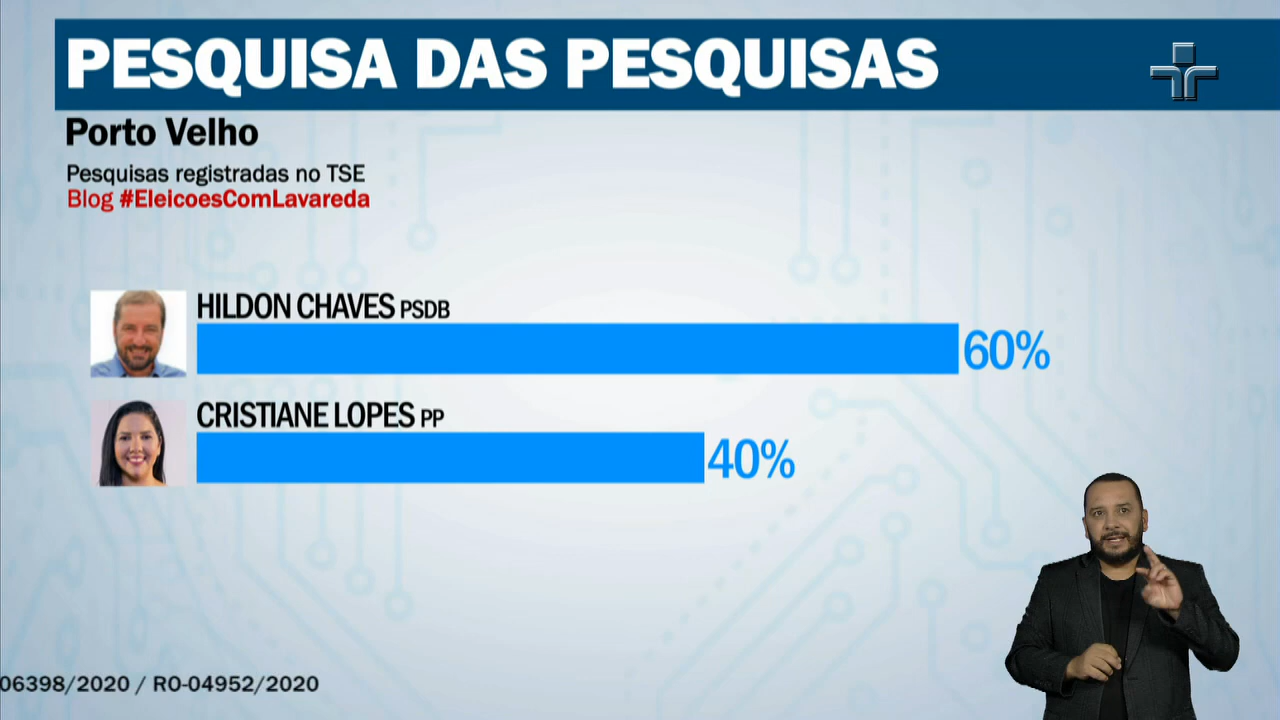 PESQUISA DAS PESQUISAS
Porto Velho
Pesquisas registradas no TSE
Blog #EleicoesComLavareda
HILDON CHAVES PSDB
60%
CRISTIANE LOPES PP
40%
06398/2020 / RO-04952/2020